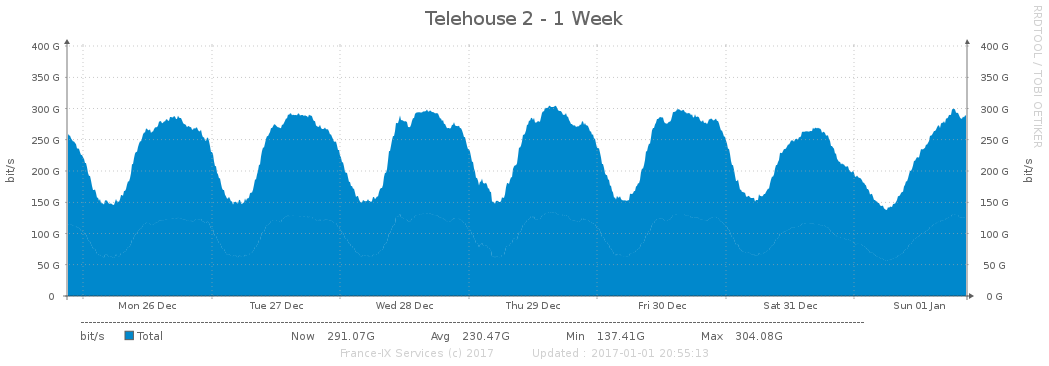 Telehouse 2 - 1 Week
RRDTOOL / TOBI OETIKER
bit/s
400 G 400 G
350 G 350 G
300 G 300 G
250 G 250 G
200 G 200 G
150 G 150 G
100 G 100 G
50 G 50 G
0 0 G
bit/s
Mon 26 Dec Tue 27 Dec Wed 28 Dec Thu 29 Dec Fri 30 Dec Sat 31 Dec Sun 01 Jan
bit/s Total Now 291.07G Avg 230.47G Min 137.41G Max 304.08G
France-IX Services (c) 2017 Updated : 2017-01-01 20:55:13